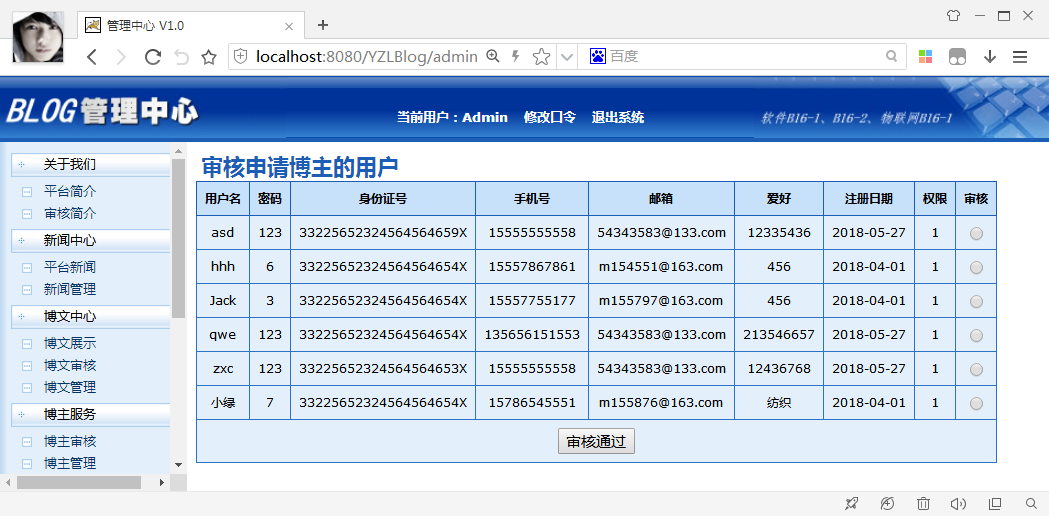 管理中心 V1.0
localhost:8080/YZLBlog/admin
百度
BLOG管理中心
当前用户：Admin 修改口令 退出系统
软件B16-1、B16-2、物联网B16-1
关于我们
平台简介
审核简介
新闻中心
平台新闻
新闻管理
博文中心
博文展示
博文审核
博文管理
博主服务
博主审核
博主管理
审核申请博主的用户
用户名 密码 身份证号 手机号 邮箱 爱好 注册日期 权限 审核
asd 123 33225652324564564659X 15555555558 54343583@133.com 12335436 2018-05-27 1
hhh 6 33225652324564564654X 15557867861 m154551@163.com 456 2018-04-01 1
Jack 3 33225652324564564654X 15557755177 m155797@163.com 456 2018-04-01 1
qwe 123 33225652324564564654X 135656151553 54343583@133.com 213546657 2018-05-27 1
zxc 123 33225652324564564653X 15555555558 54343583@133.com 12436768 2018-05-27 1
小绿 7 33225652324564564654X 15786545551 m155876@163.com 纺织 2018-04-01 1
审核通过